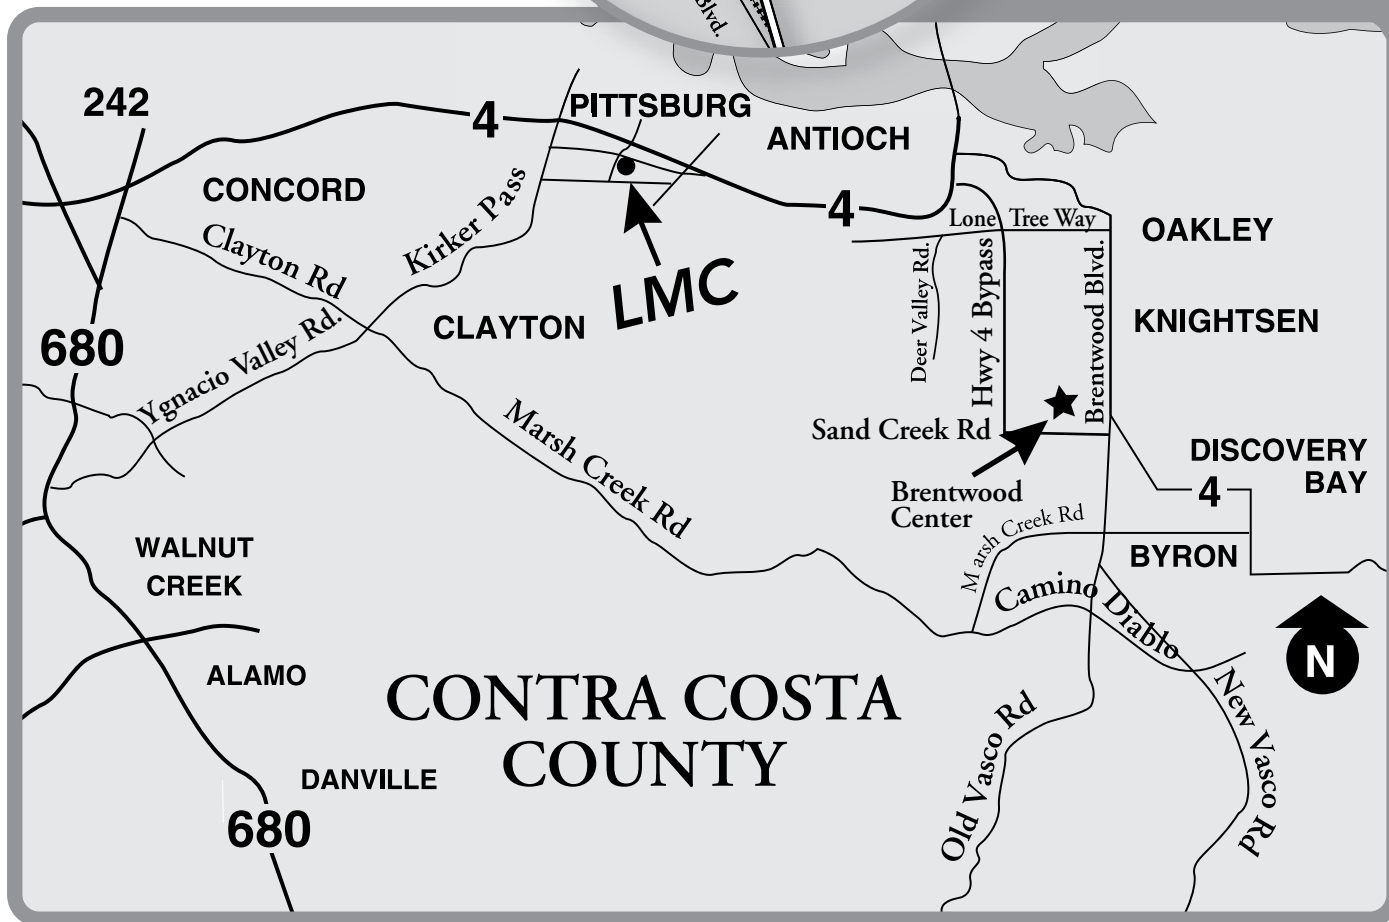 Blvd.
242
4
PITTSBURG
ANTIOCH
CONCORD
Kirker Pass
4
Lone Tree Way
OAKLEY
Clayton Rd
LMC
Deer Valley Rd.
Hwy 4 Bypass
Brentwood Blvd.
KNIGHTSEN
680
CLAYTON
Ygnacio Valley Rd.
Marsh Creek Rd
Sand Creek Rd
DISCOVERY
BAY
4
Brentwood
Center
Marsh Creek Rd
WALNUT
CREEK
BYRON
Camino Diablo
N
ALAMO
CONTRA COSTA
COUNTY
Old Vasco Rd
New Vasco Rd
DANVILLE
680